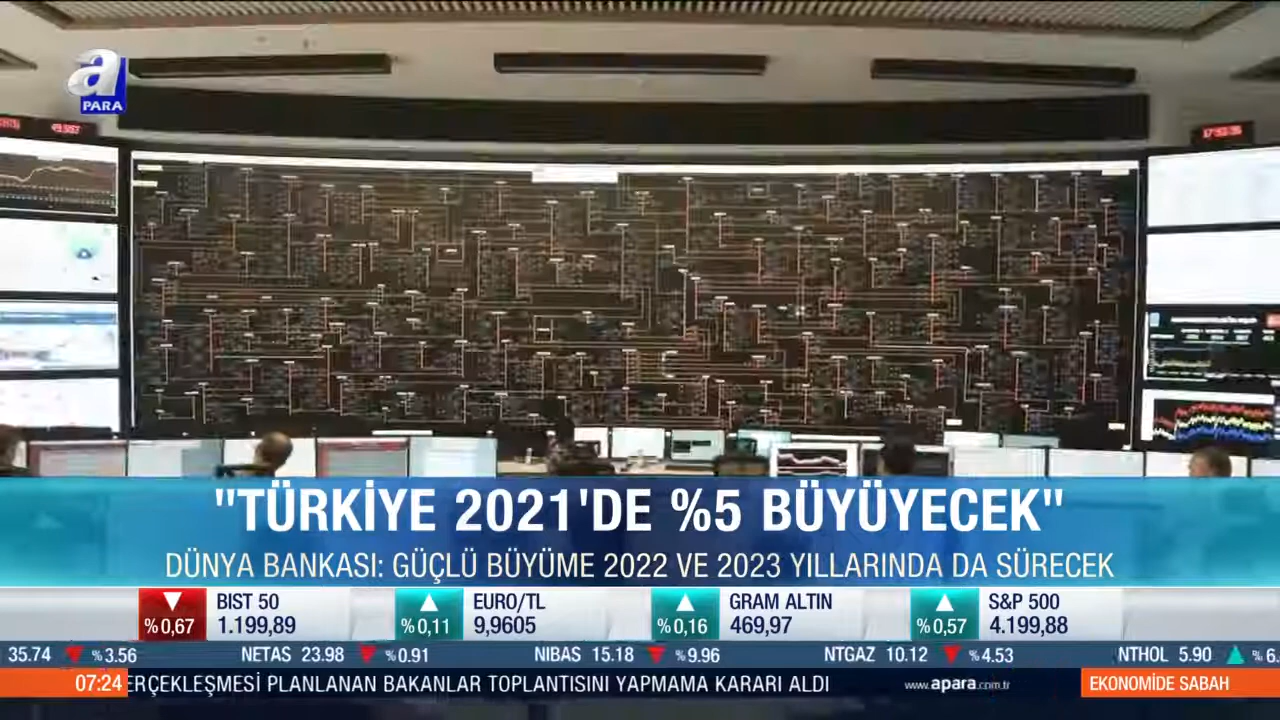 a
PARA
"TÜRKİYE 2021'DE %5 BÜYÜYECEK"
DÜNYA BANKASI: GÜÇLÜ BÜYÜME 2022 VE 2023 YILLARINDA DA SÜRECEK
%0,67 BIST 50 1.199,89
%0,11 EURO/TL 9,9605
%0,16 GRAM ALTIN 469,97
%0,57 S&P 500 4.199,88
35.74 %3.56 NETAS 23.98 %0.91 NIBAS 15.18 %9.96 NTGAZ 10.12 %4.53 NTHOL 5.90 %6.
07:24 ERÇEKLEŞMESİ PLANLANAN BAKANLAR TOPLANTISINI YAPMAMA KARARI ALDI www.apara.com.tr EKONOMİDE SABAH